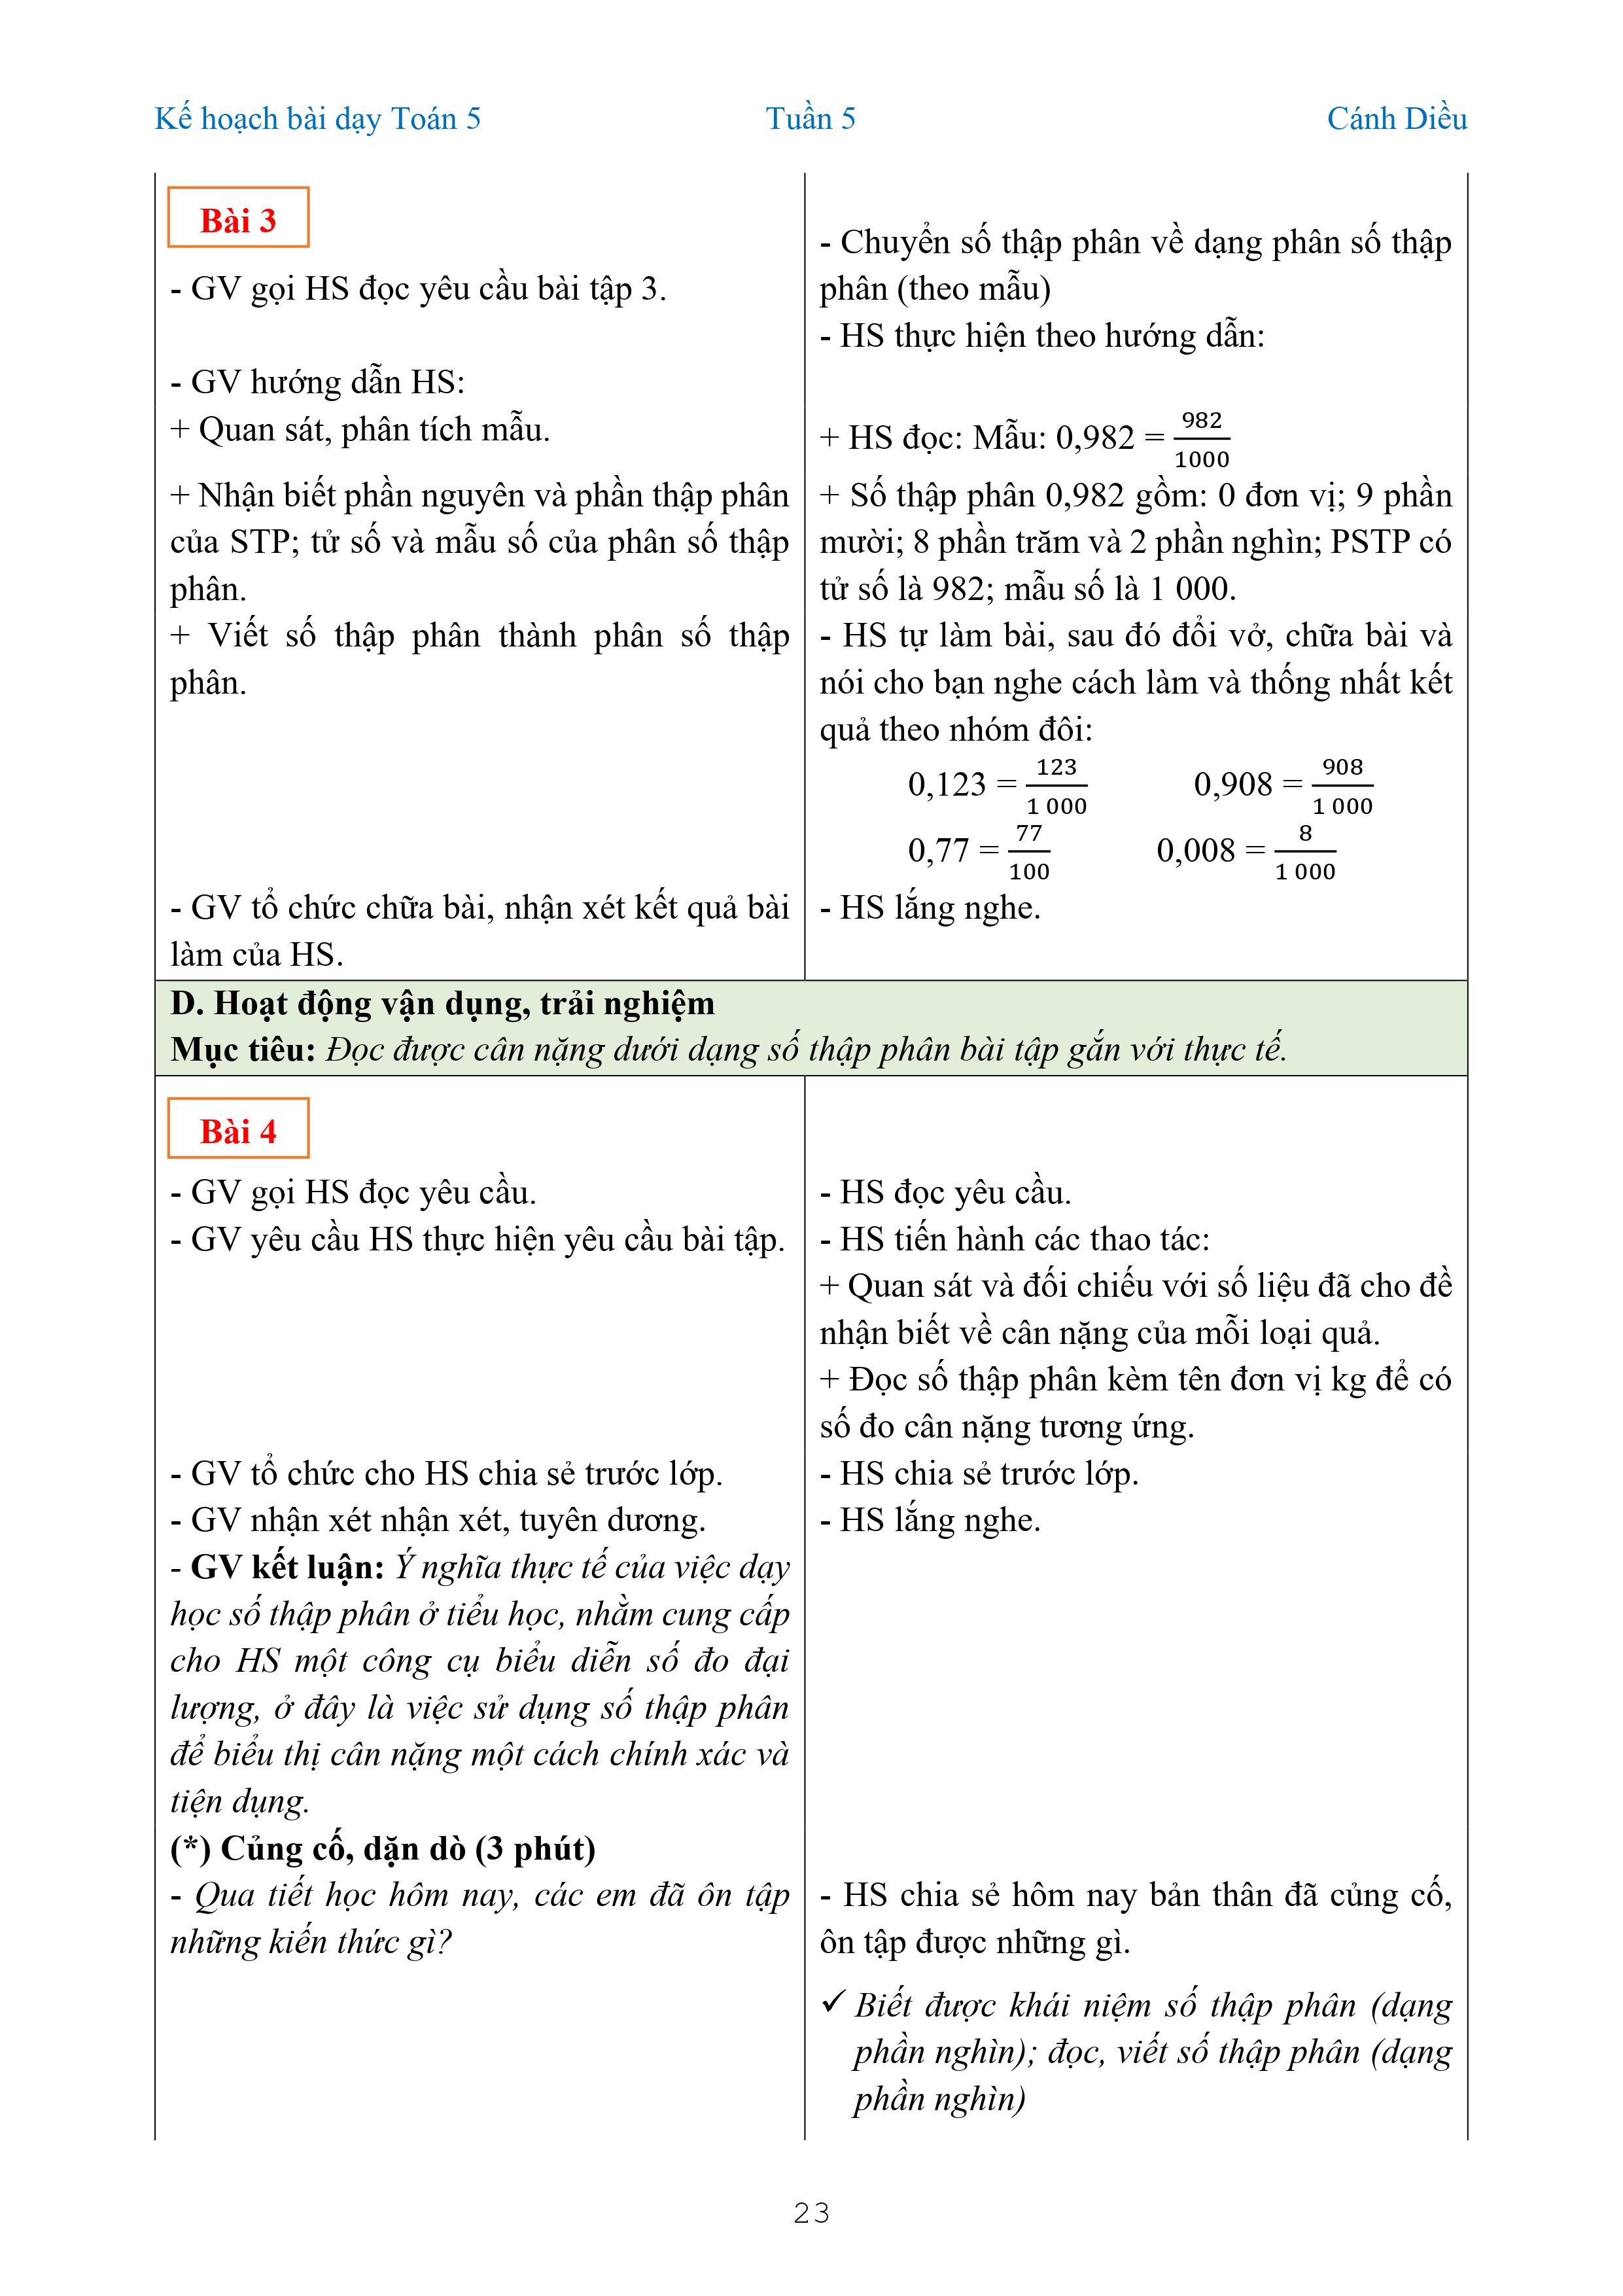 Kế hoạch bài dạy Toán 5 Tuần 5 Cánh Diều
Bài 3
- GV gọi HS đọc yêu cầu bài tập 3.
- GV hướng dẫn HS:
+ Quan sát, phân tích mẫu.
+ Nhận biết phần nguyên và phần thập phân
của STP; tử số và mẫu số của phân số thập
phân.
+ Viết số thập phân thành phân số thập
phân.
- GV tổ chức chữa bài, nhận xét kết quả bài
làm của HS.
- Chuyển số thập phân về dạng phân số thập
phân (theo mẫu)
- HS thực hiện theo hướng dẫn:
+ HS đọc: Mẫu: 0,982 = 982/1000
+ Số thập phân 0,982 gồm: 0 đơn vị; 9 phần
mười; 8 phần trăm và 2 phần nghìn; PSTP có
tử số là 982; mẫu số là 1 000.
- HS tự làm bài, sau đó đổi vở, chữa bài và
nói cho bạn nghe cách làm và thống nhất kết
quả theo nhóm đôi:
0,123 = 123/1 000 0,908 = 908/1 000
0,77 = 77/100 0,008 = 8/1 000
- HS lắng nghe.
D. Hoạt động vận dụng, trải nghiệm
Mục tiêu: Đọc được cân nặng dưới dạng số thập phân bài tập gắn với thực tế.
Bài 4
- GV gọi HS đọc yêu cầu.
- GV yêu cầu HS thực hiện yêu cầu bài tập.
- GV tổ chức cho HS chia sẻ trước lớp.
- GV nhận xét nhận xét, tuyên dương.
- GV kết luận: Ý nghĩa thực tế của việc dạy
học số thập phân ở tiểu học, nhằm cung cấp
cho HS một công cụ biểu diễn số đo đại
lượng, ở đây là việc sử dụng số thập phân
để biểu thị cân nặng một cách chính xác và
tiện dụng.
(*) Củng cố, dặn dò (3 phút)
- Qua tiết học hôm nay, các em đã ôn tập
những kiến thức gì?
- HS đọc yêu cầu.
- HS tiến hành các thao tác:
+ Quan sát và đối chiếu với số liệu đã cho đề
nhận biết về cân nặng của mỗi loại quả.
+ Đọc số thập phân kèm tên đơn vị kg để có
số đo cân nặng tương ứng.
- HS chia sẻ trước lớp.
- HS lắng nghe.
- HS chia sẻ hôm nay bản thân đã củng cố,
ôn tập được những gì.
✓ Biết được khái niệm số thập phân (dạng
phần nghìn); đọc, viết số thập phân (dạng
phần nghìn)
23